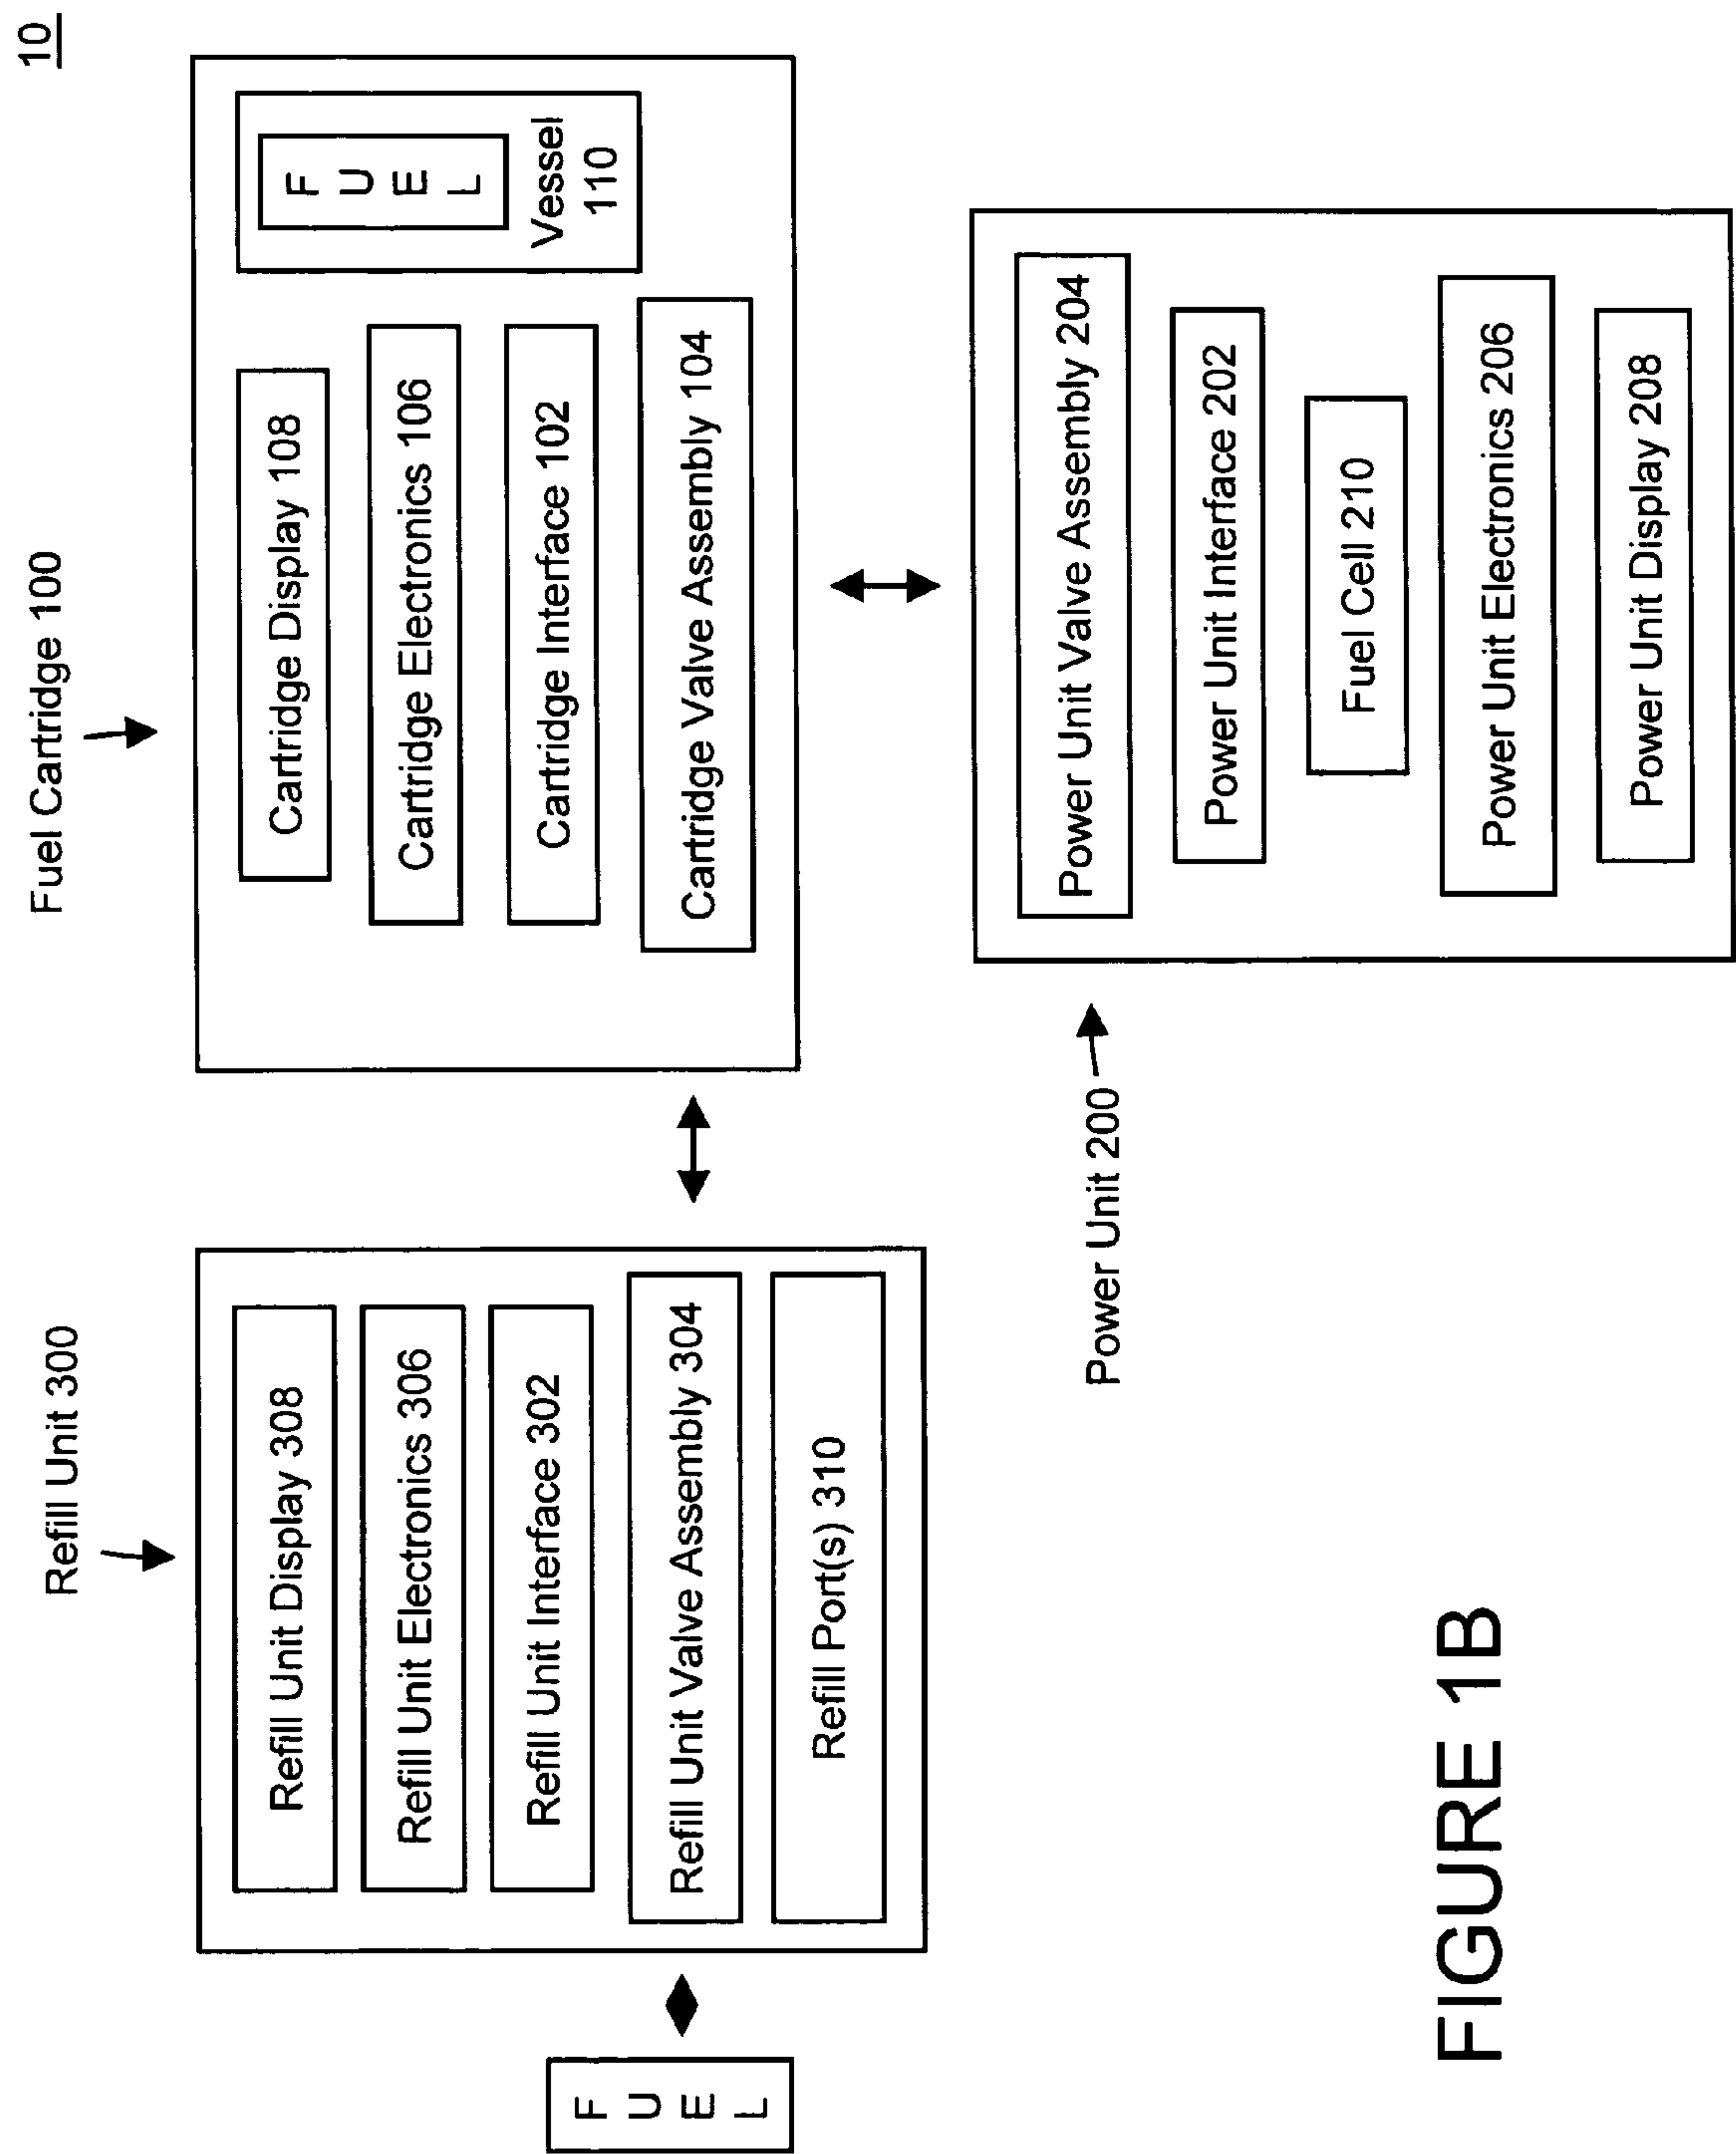 10
Refill Unit 300
Fuel Cartridge 100
FUEL
Refill Unit Display 308
Refill Unit Electronics 306
Refill Unit Interface 302
Refill Unit Valve Assembly 304
Refill Port(s) 310
Cartridge Display 108
Cartridge Electronics 106
Cartridge Interface 102
Cartridge Valve Assembly 104
FUEL
Vessel
110
Power Unit 200
Power Unit Valve Assembly 204
Power Unit Interface 202
Fuel Cell 210
Power Unit Electronics 206
Power Unit Display 208
FIGURE 1B